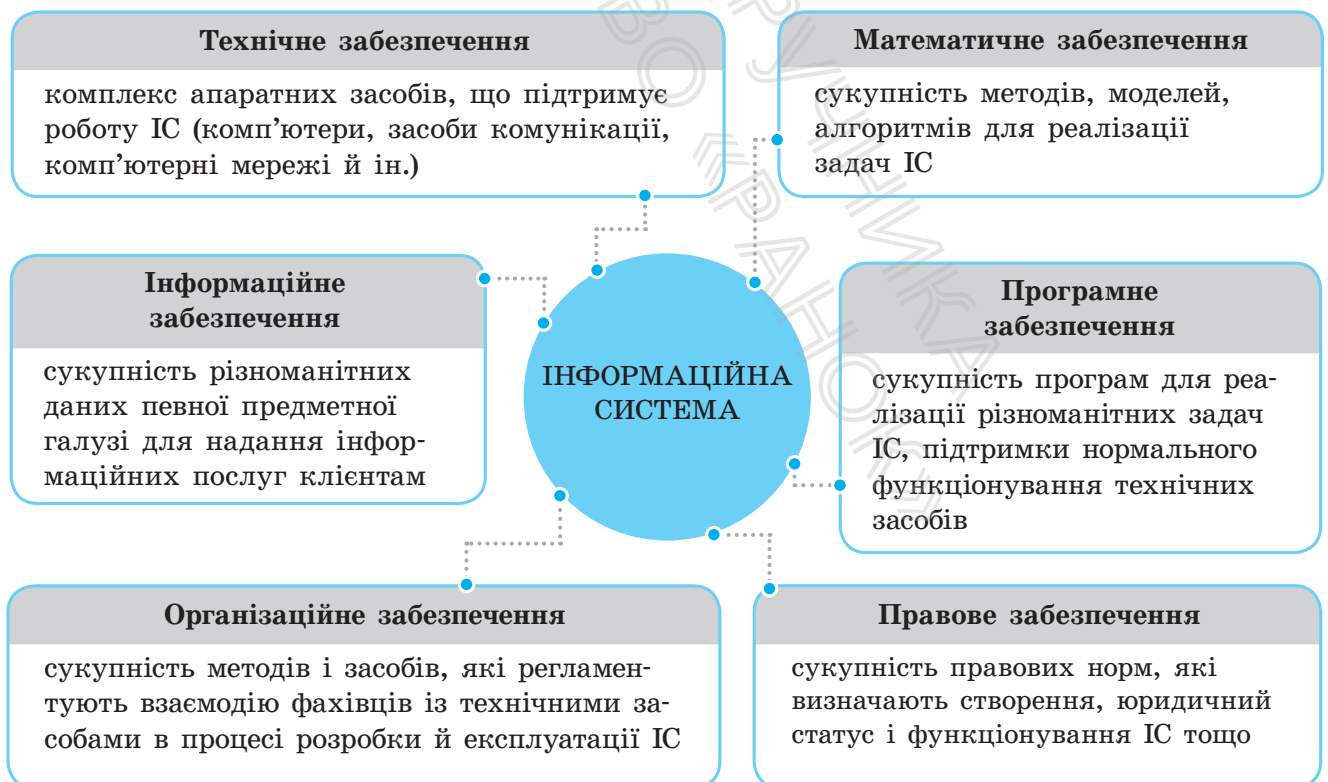 Технічне забезпечення
комплекс апаратних засобів, що підтримує
роботу ІС (комп’ютери, засоби комунікації,
комп’ютерні мережі й ін.)
Математичне забезпечення
сукупність методів, моделей,
алгоритмів для реалізації
задач ІС
Інформаційне
забезпечення
сукупність різноманітних
даних певної предметної
галузі для надання інфор-
маційних послуг клієнтам
ІНФОРМАЦІЙНА
СИСТЕМА
Програмне
забезпечення
сукупність програм для реа-
лізації різноманітних задач
ІС, підтримки нормального
функціонування технічних
засобів
Організаційне забезпечення
сукупність методів і засобів, які регламен-
тують взаємодію фахівців із технічними за-
собами в процесі розробки й експлуатації ІС
Правове забезпечення
сукупність правових норм, які
визначають створення, юридичний
статус і функціонування ІС тощо
«РАНОК»